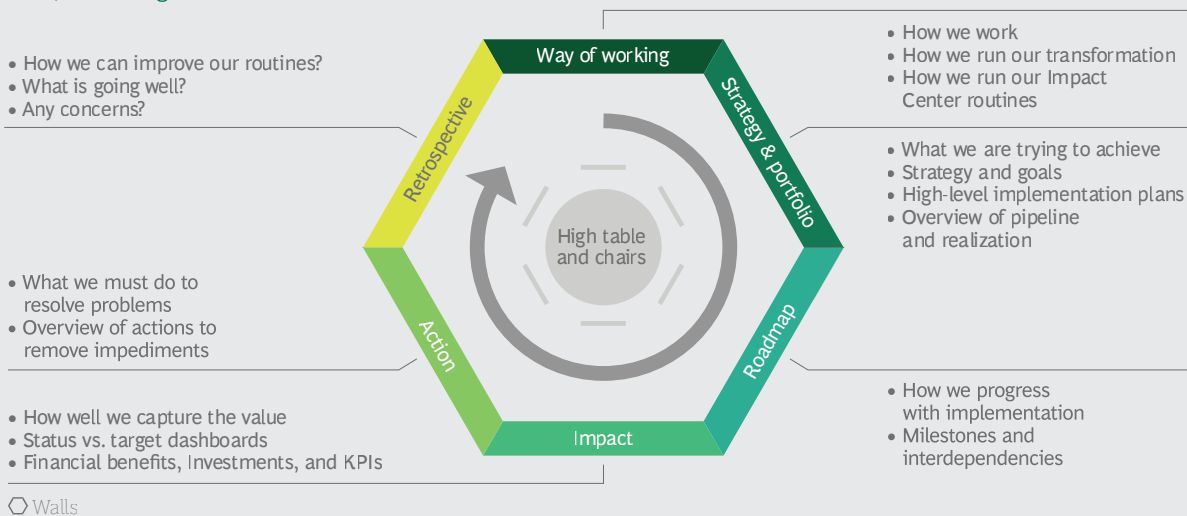 Way of working
• How we work
• How we run our transformation
• How we run our Impact
Center routines
Strategy & portfolio
• What we are trying to achieve
• Strategy and goals
• High-level implementation plans
• Overview of pipeline
and realization
Roadmap
• How we progress
with implementation
• Milestones and
interdependencies
Impact
• How well we capture the value
• Status vs. target dashboards
• Financial benefits, Investments, and KPIs
Action
• What we must do to
resolve problems
• Overview of actions to
remove impediments
Retrospective
• How we can improve our routines?
• What is going well?
• Any concerns?
High table
and chairs
Walls